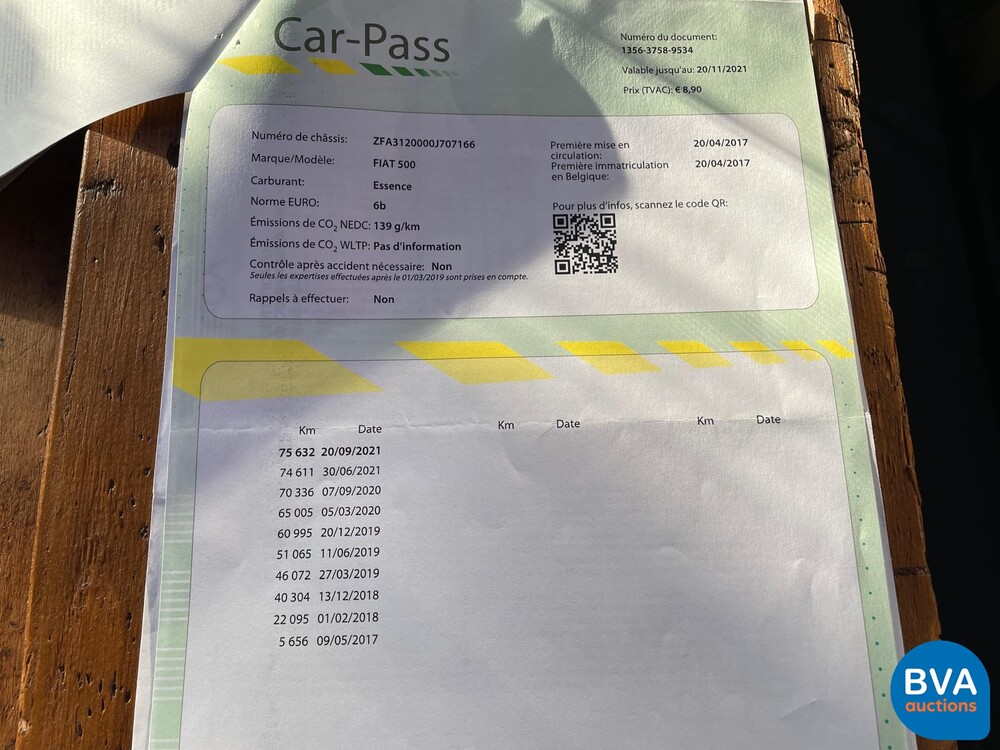 Car-Pass
Numéro du document:
1356-3758-9534
Valable jusqu'au: 20/11/2021
Prix (TVAC): € 8,90
Numéro de châssis: ZFA3120000J707166
Marque/Modèle: FIAT 500
Carburant: Essence
Norme EURO: 6b
Émissions de CO2 NEDC: 139 g/km
Émissions de CO2 WLTP: Pas d'information
Contrôle après accident nécessaire: Non
Seules les expertises effectuées après le 01/03/2019 sont prises en compte.
Rappels à effectuer: Non
Première mise en 20/04/2017
circulation:
Première immatriculation 20/04/2017
en Belgique:
Pour plus d'infos, scannez le code QR:
Km Date Km Date Km Date
75 632 20/09/2021
74 611 30/06/2021
70 336 07/09/2020
65 005 05/03/2020
60 995 20/12/2019
51 065 11/06/2019
46 072 27/03/2019
40 304 13/12/2018
22 095 01/02/2018
5 656 09/05/2017
BVA
auctions